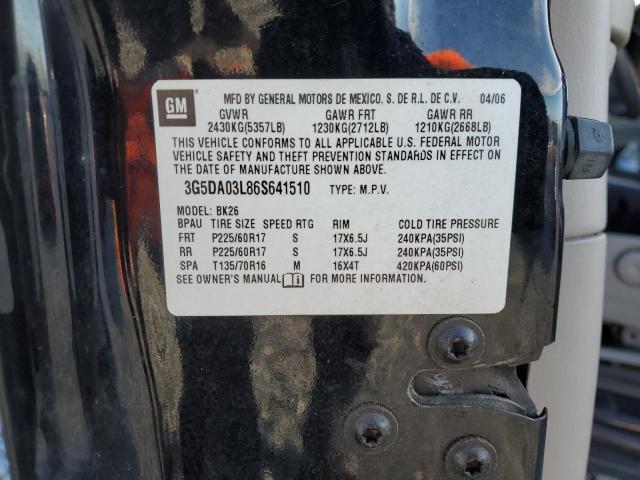 GM
MFD BY GENERAL MOTORS DE MEXICO, S. DE R.L. DE C.V. 04/06
GVWR GAWR FRT GAWR RR
2430KG(5357LB) 1230KG(2712LB) 1210KG(2668LB)
THIS VEHICLE CONFORMS TO ALL APPLICABLE U.S. FEDERAL MOTOR
VEHICLE SAFETY AND THEFT PREVENTION STANDARDS IN EFFECT ON
THE DATE OF MANUFACTURE SHOWN ABOVE.
3G5DA03L86S641510 TYPE: M.P.V.
MODEL: BK26
BPAU TIRE SIZE SPEED RTG RIM COLD TIRE PRESSURE
FRT P225/60R17 S 17X6.5J 240KPA(35PSI)
RR P225/60R17 S 17X6.5J 240KPA(35PSI)
SPA T135/70R16 M 16X4T 420KPA(60PSI)
SEE OWNER'S MANUAL i FOR MORE INFORMATION.